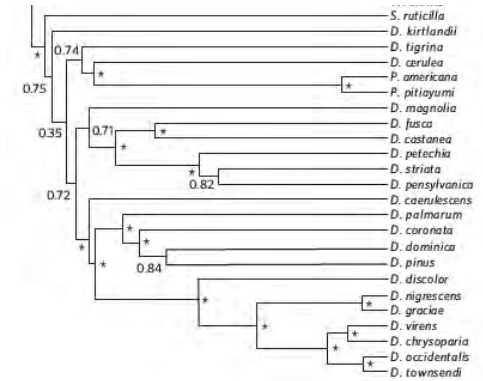 S. ruticilla
D. kirtlandii
0.74
D. tigrina
*
D. cerulea
0.75
*
P. americana
*
P. pitiayumi
D. magnolia
0.35
0.71
D. fusca
*
D. castanea
*
D. petechia
D. striata
*
0.82
D. pensylvanica
0.72
D. caerulescens
D. palmarum
*
D. coronata
*
*
D. dominica
*
0.84
D. pinus
D. discolor
*
D. nigrescens
*
D. graciae
*
D. virens
*
D. chrysoparia
*
D. occidentalis
*
D. townsendi